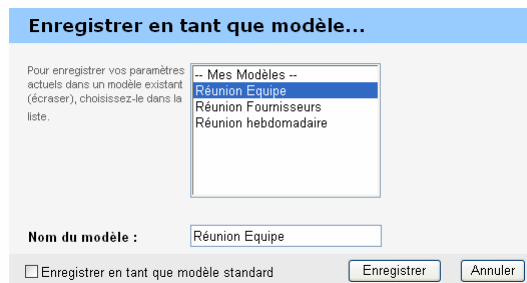 Enregistrer en tant que modèle...
Pour enregistrer vos paramètres
actuels dans un modèle existant
(écraser), choisissez-le dans la
liste.
-- Mes Modèles --
Réunion Equipe
Réunion Fournisseurs
Réunion hebdomadaire
Nom du modèle :
Réunion Equipe
Enregistrer en tant que modèle standard
Enregistrer
Annuler